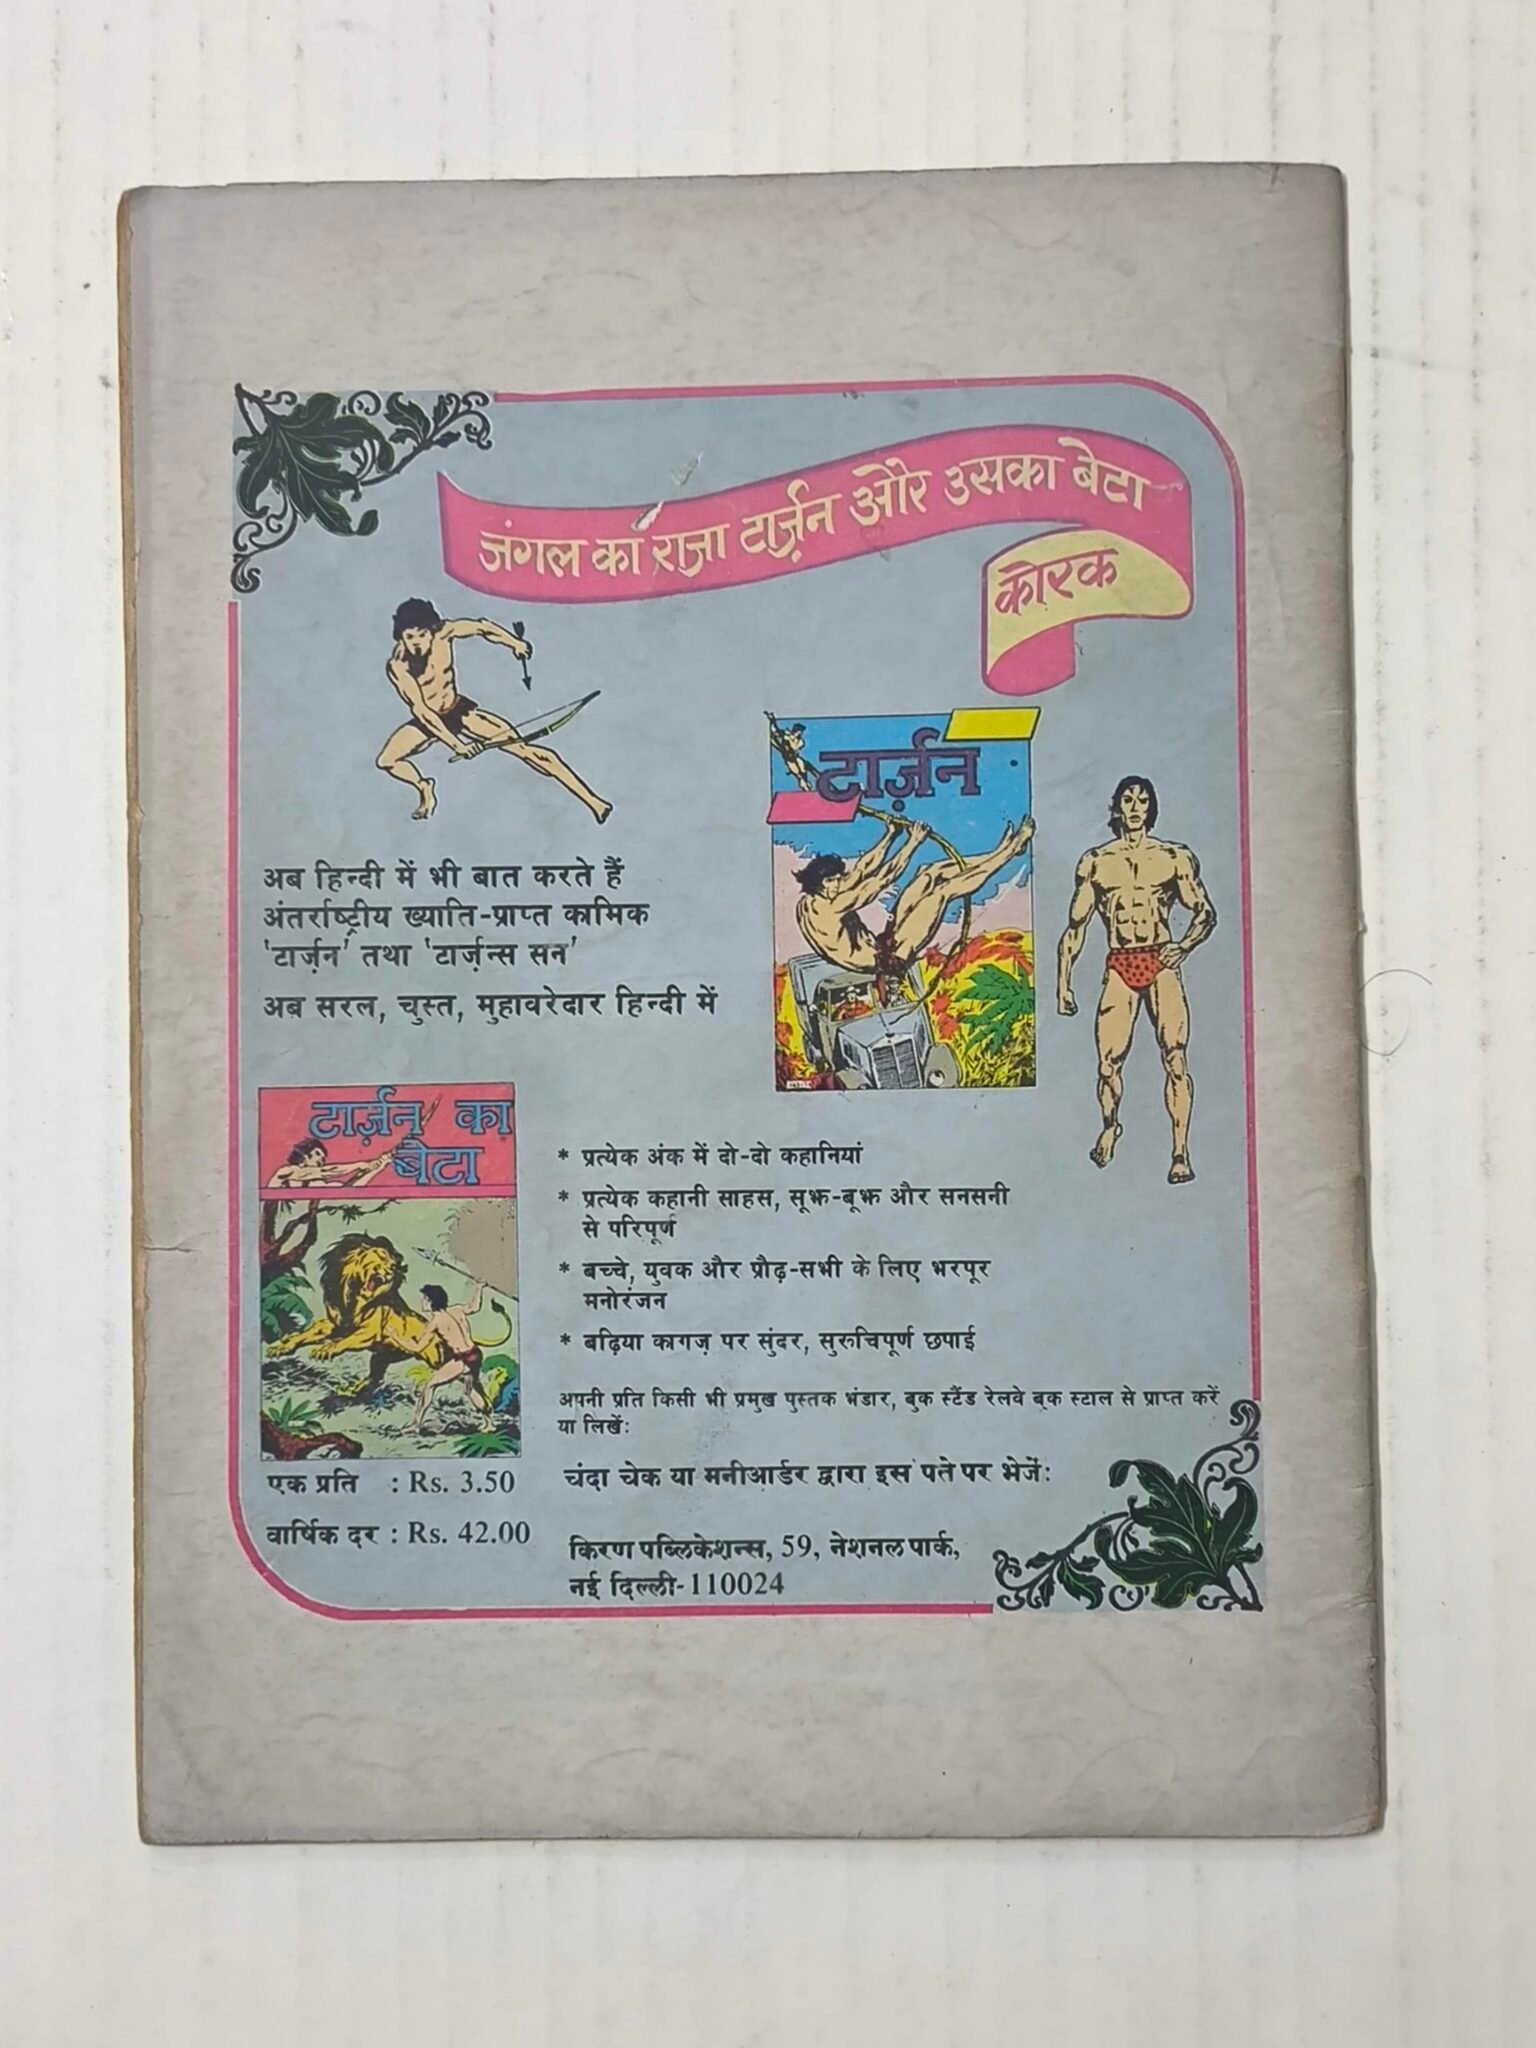 जंगल का राजा टार्ज़न और उसका बेटा
कोरक
टार्ज़न
अब हिन्दी में भी बात करते हैं
अंतर्राष्ट्रीय ख्याति-प्राप्त कामिक
'टार्ज़न' तथा 'टार्ज़न्स सन'
अब सरल, चुस्त, मुहावरेदार हिन्दी में
टार्ज़न का
बेटा
* प्रत्येक अंक में दो-दो कहानियां
* प्रत्येक कहानी साहस, सूझ-बूझ और सनसनी
से परिपूर्ण
* बच्चे, युवक और प्रौढ़-सभी के लिए भरपूर
मनोरंजन
* बढ़िया कागज़ पर सुंदर, सुरुचिपूर्ण छपाई
अपनी प्रति किसी भी प्रमुख पुस्तक भंडार, बुक स्टैंड रेलवे बुक स्टाल से प्राप्त करें
या लिखें:
एक प्रति : Rs. 3.50
वार्षिक दर : Rs. 42.00
चंदा चेक या मनीआर्डर द्वारा इस पते पर भेजें:
किरण पब्लिकेशन्स, 59, नेशनल पार्क,
नई दिल्ली-110024